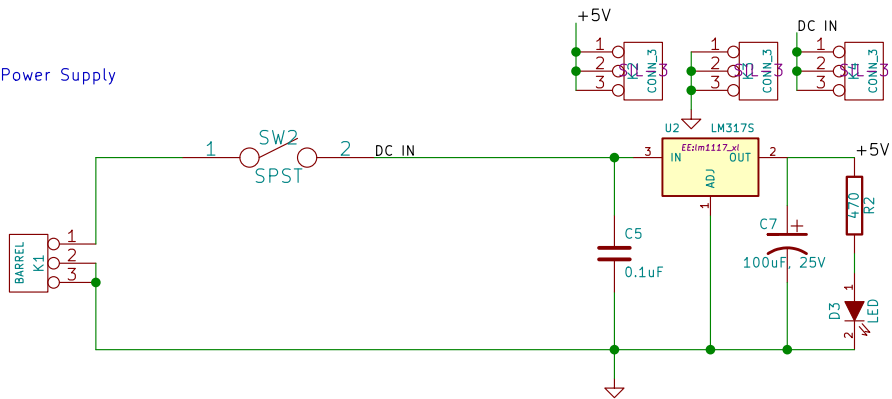 +5V
DC IN
1
2
3
CONN_3
1
2
3
CONN_3
1
2
3
CONN_3
Power Supply
U2 LM317S
EE:lm1117_xl
3 IN OUT 2
ADJ
1
+5V
SW2
1 2
SPST
DC IN
BARREL
K1
1
2
3
C5
0.1uF
C7
100uF, 25V
470
R2
D3
LED
1
2